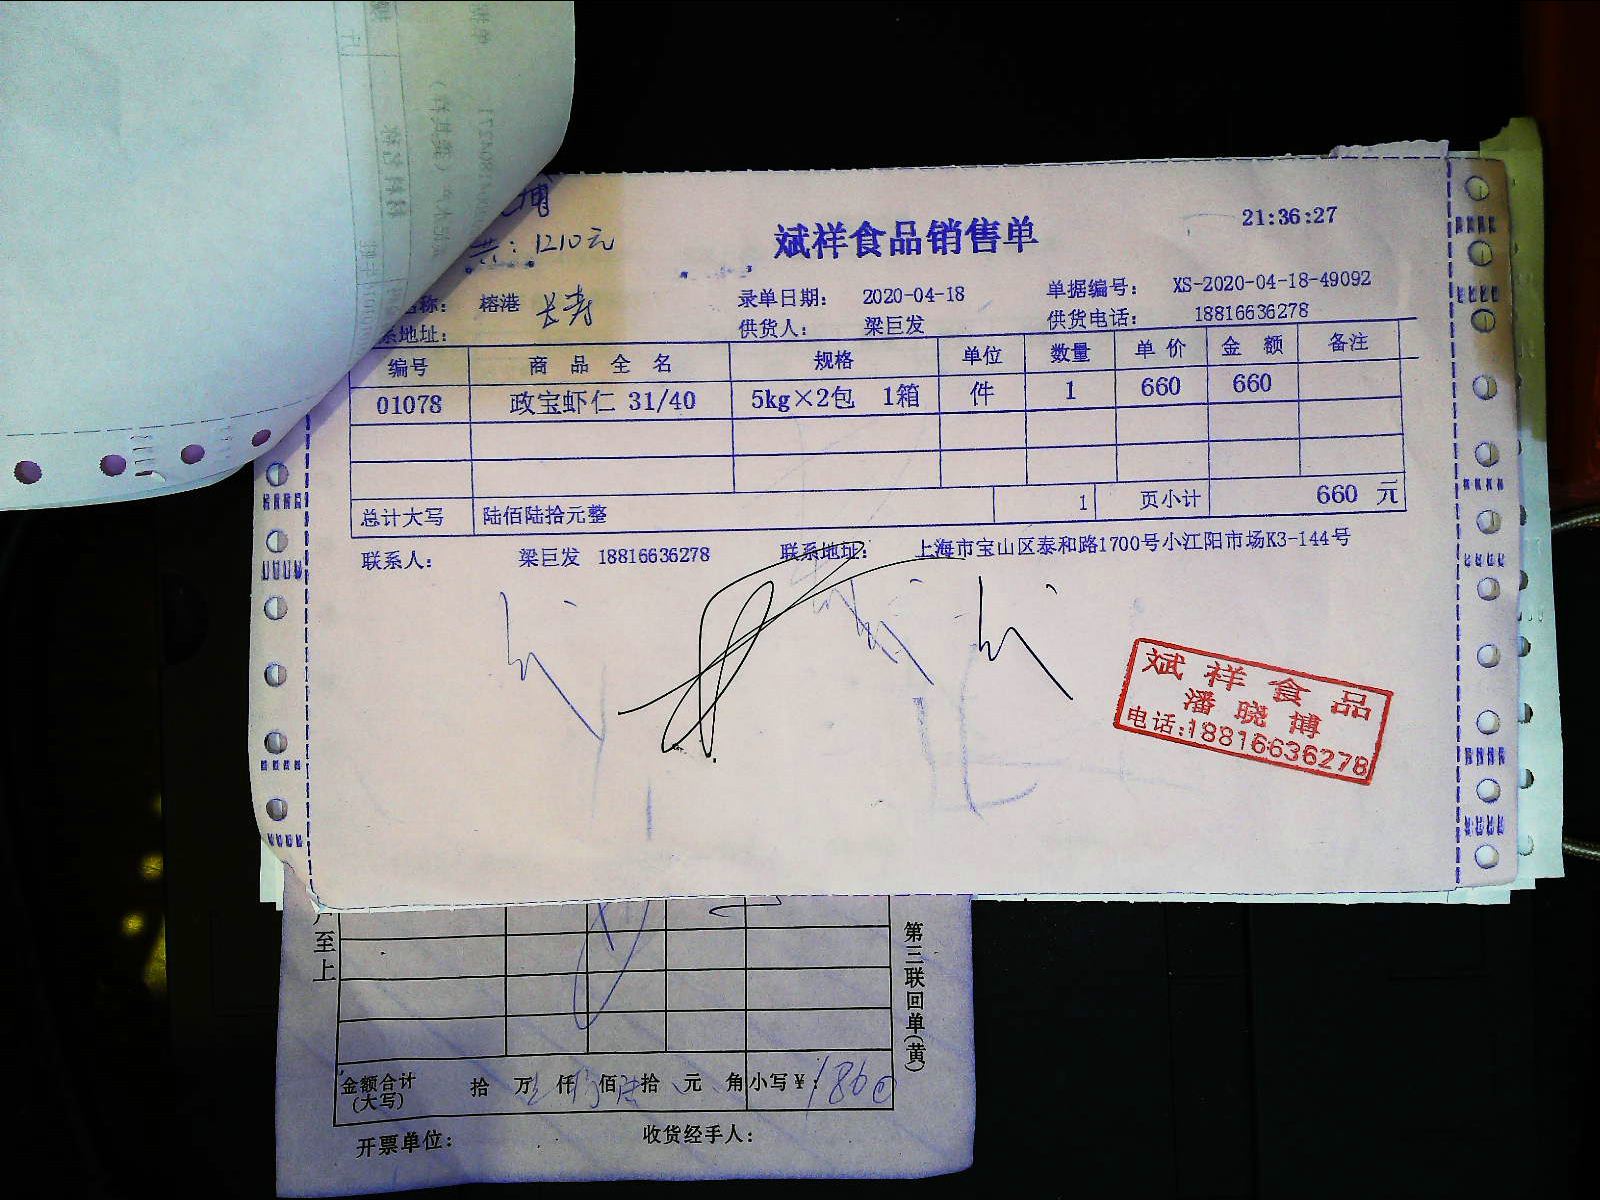 共：1210元
斌祥食品销售单
21:36:27
称： 榕港 长寿 录单日期： 2020-04-18 单据编号： XS-2020-04-18-49092
系地址： 供货人： 梁巨发 供货电话： 18816636278
编号 商品全名 规格 单位 数量 单价 金额 备注
01078 政宝虾仁 31/40 5kg×2包 1箱 件 1 660 660
总计大写 陆佰陆拾元整 1 页小计 660 元
联系人： 梁巨发 18816636278 联系地址： 上海市宝山区泰和路1700号小江阳市场K3-144号
斌祥食品
潘晓博
电话:18816636278
户至上
第三联回单(黄)
金额合计(大写) 拾 万 仟 佰 拾 元 角 小写￥：1860
开票单位： 收货经手人：